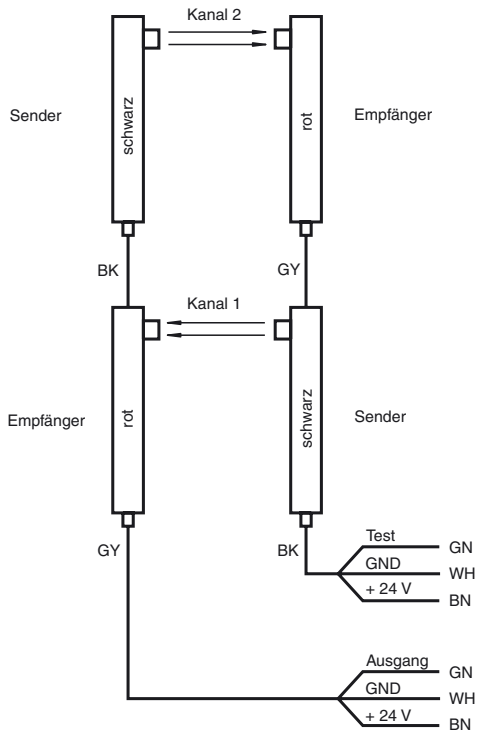 Kanal 2
Sender
schwarz
rot
Empfänger
BK
GY
Kanal 1
Empfänger
rot
schwarz
Sender
GY
BK
Test
GN
GND
WH
+ 24 V
BN
Ausgang
GN
GND
WH
+ 24 V
BN